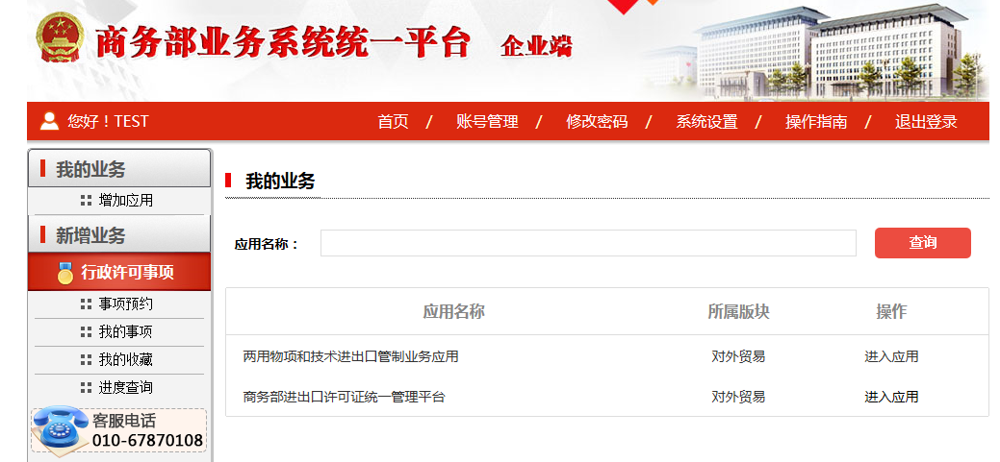 商务部业务系统统一平台 企业端
您好！TEST 首页 / 账号管理 / 修改密码 / 系统设置 / 操作指南 / 退出登录
我的业务
增加应用
新增业务
行政许可事项
事项预约
我的事项
我的收藏
进度查询
客服电话
010-67870108
我的业务
应用名称： 查询
应用名称 所属版块 操作
两用物项和技术进出口管制业务应用 对外贸易 进入应用
商务部进出口许可证统一管理平台 对外贸易 进入应用